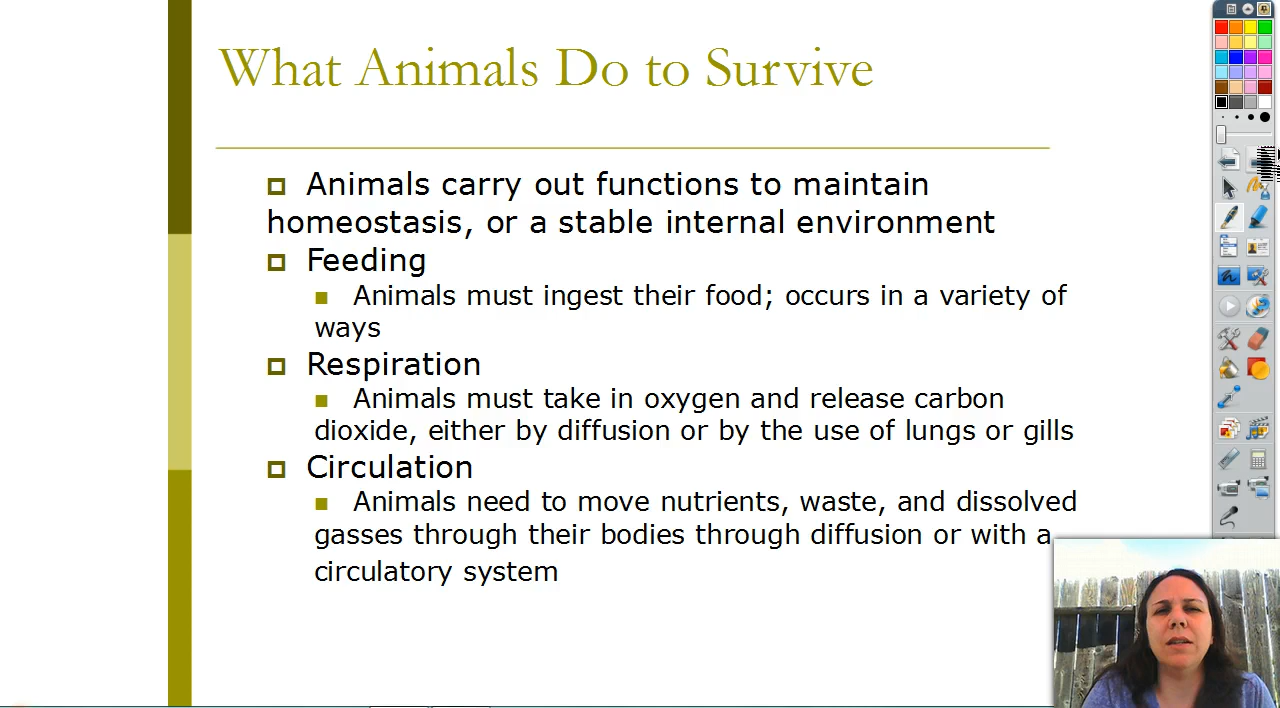 What Animals Do to Survive
Animals carry out functions to maintain
homeostasis, or a stable internal environment
Feeding
Animals must ingest their food; occurs in a variety of
ways
Respiration
Animals must take in oxygen and release carbon
dioxide, either by diffusion or by the use of lungs or gills
Circulation
Animals need to move nutrients, waste, and dissolved
gasses through their bodies through diffusion or with a
circulatory system